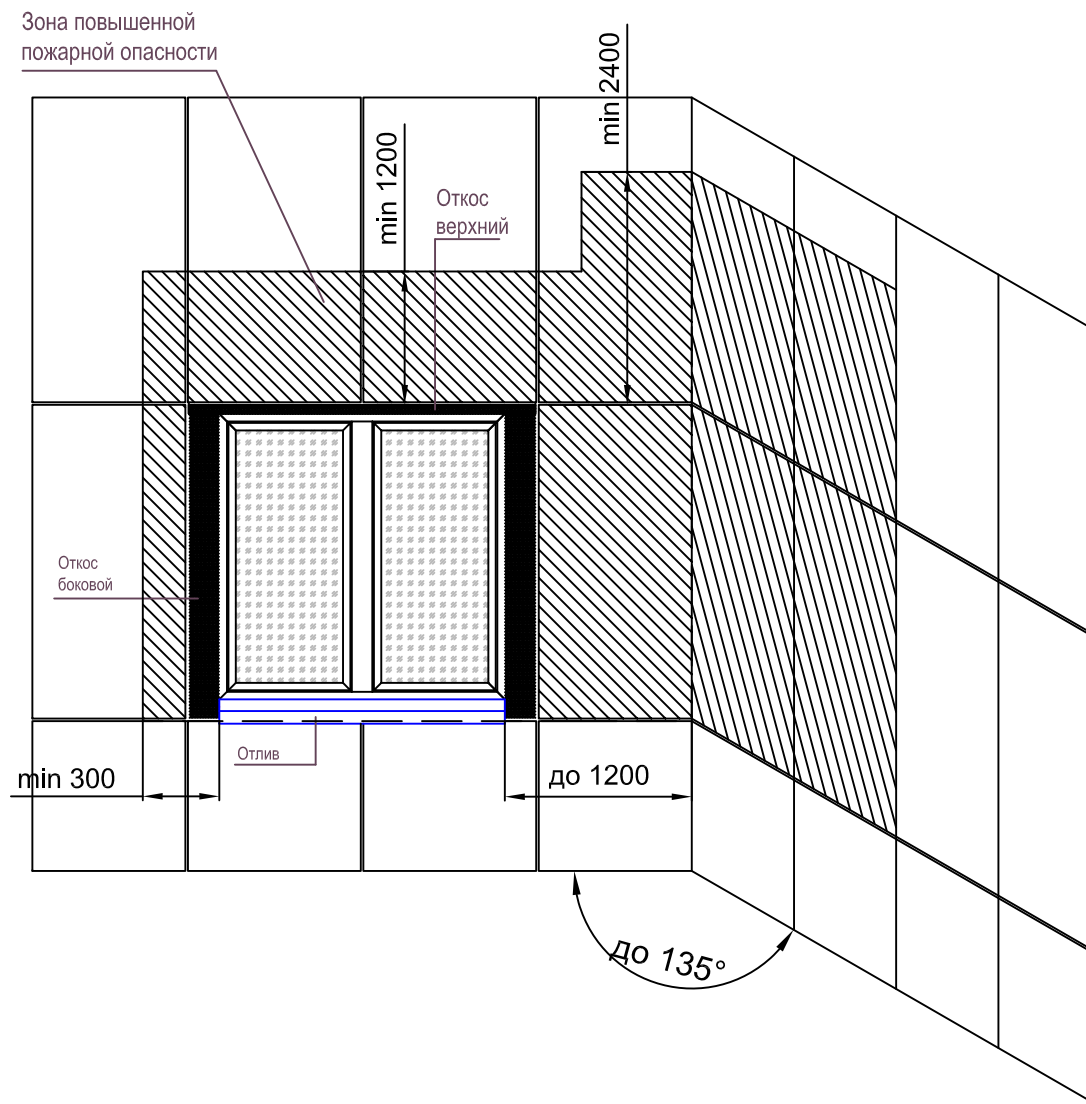 Зона повышенной
пожарной опасности
min 2400
min 1200
Откос
верхний
Откос
боковой
Отлив
min 300
до 1200
до 135°